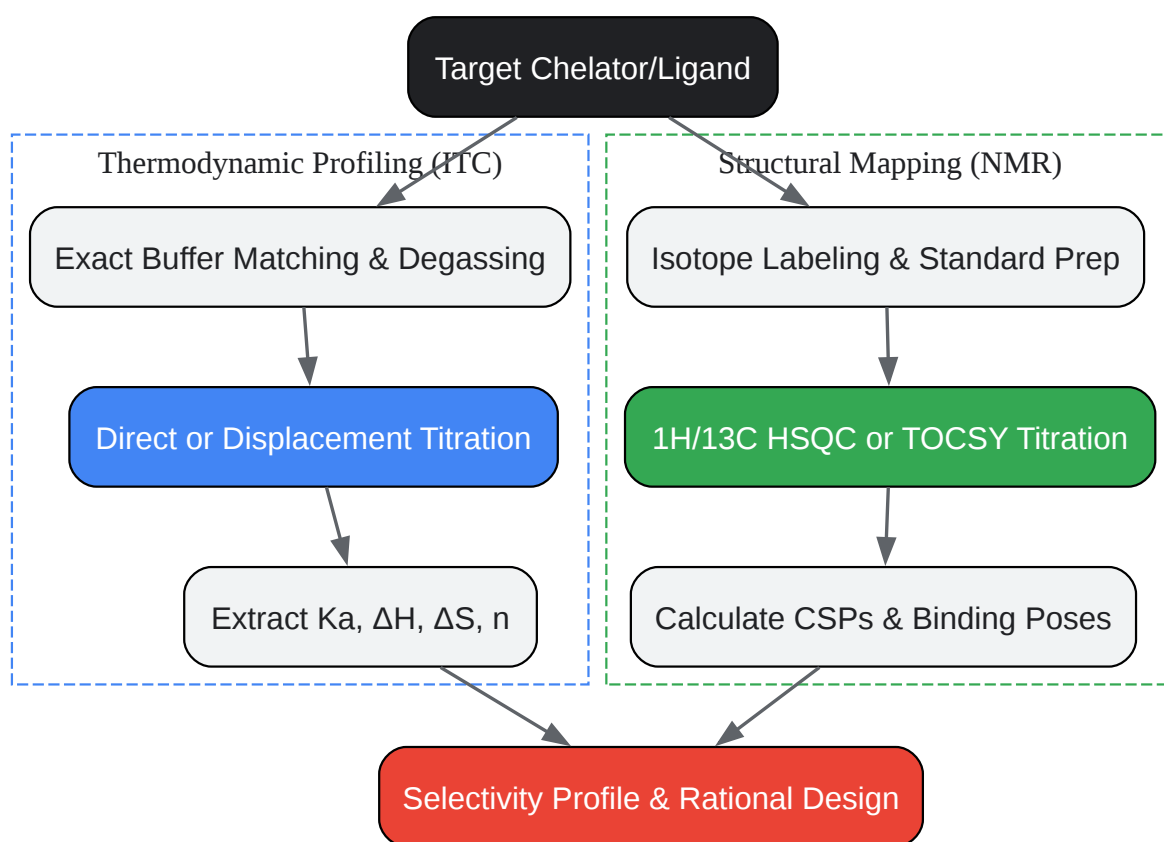 Target Chelator/Ligand
Thermodynamic Profiling (ITC)
Exact Buffer Matching & Degassing
Direct or Displacement Titration
Extract Ka, ΔH, ΔS, n
Structural Mapping (NMR)
Isotope Labeling & Standard Prep
1H/13C HSQC or TOCSY Titration
Calculate CSPs & Binding Poses
Selectivity Profile & Rational Design